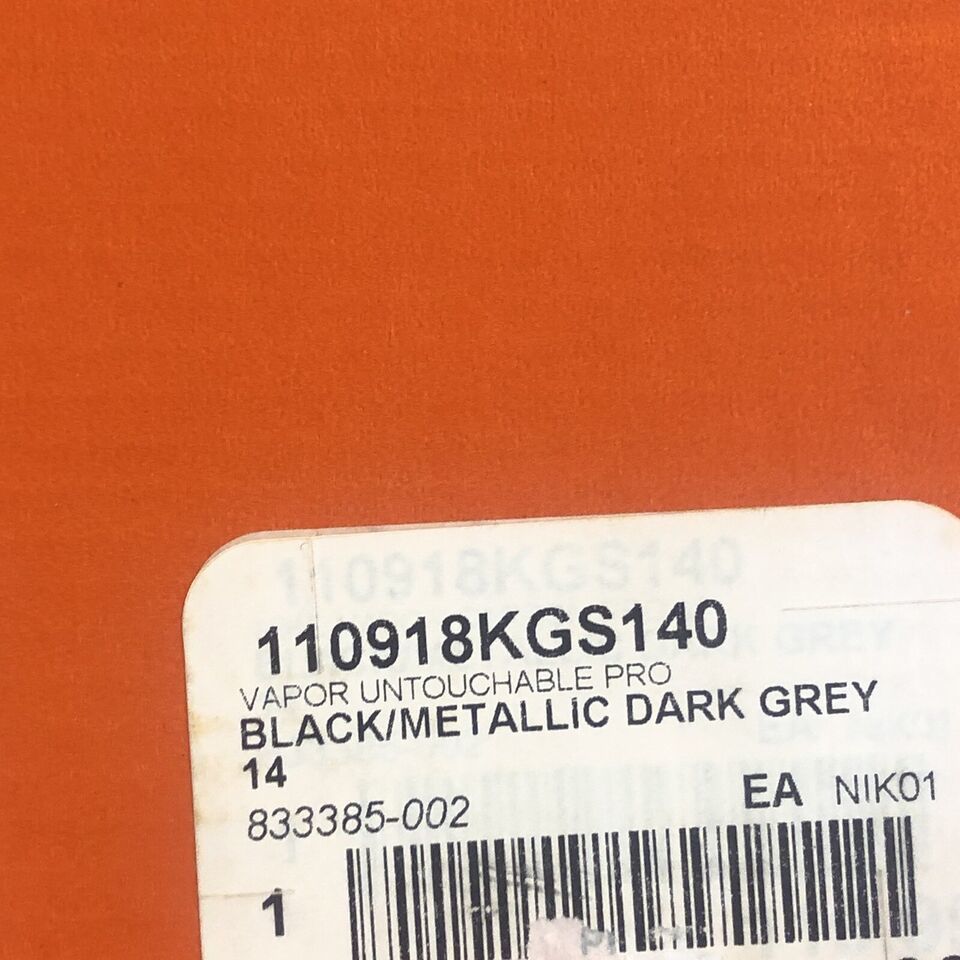 110918KGS140
VAPOR UNTOUCHABLE PRO
BLACK/METALLIC DARK GREY
14
EA NIK01
833385-002
1